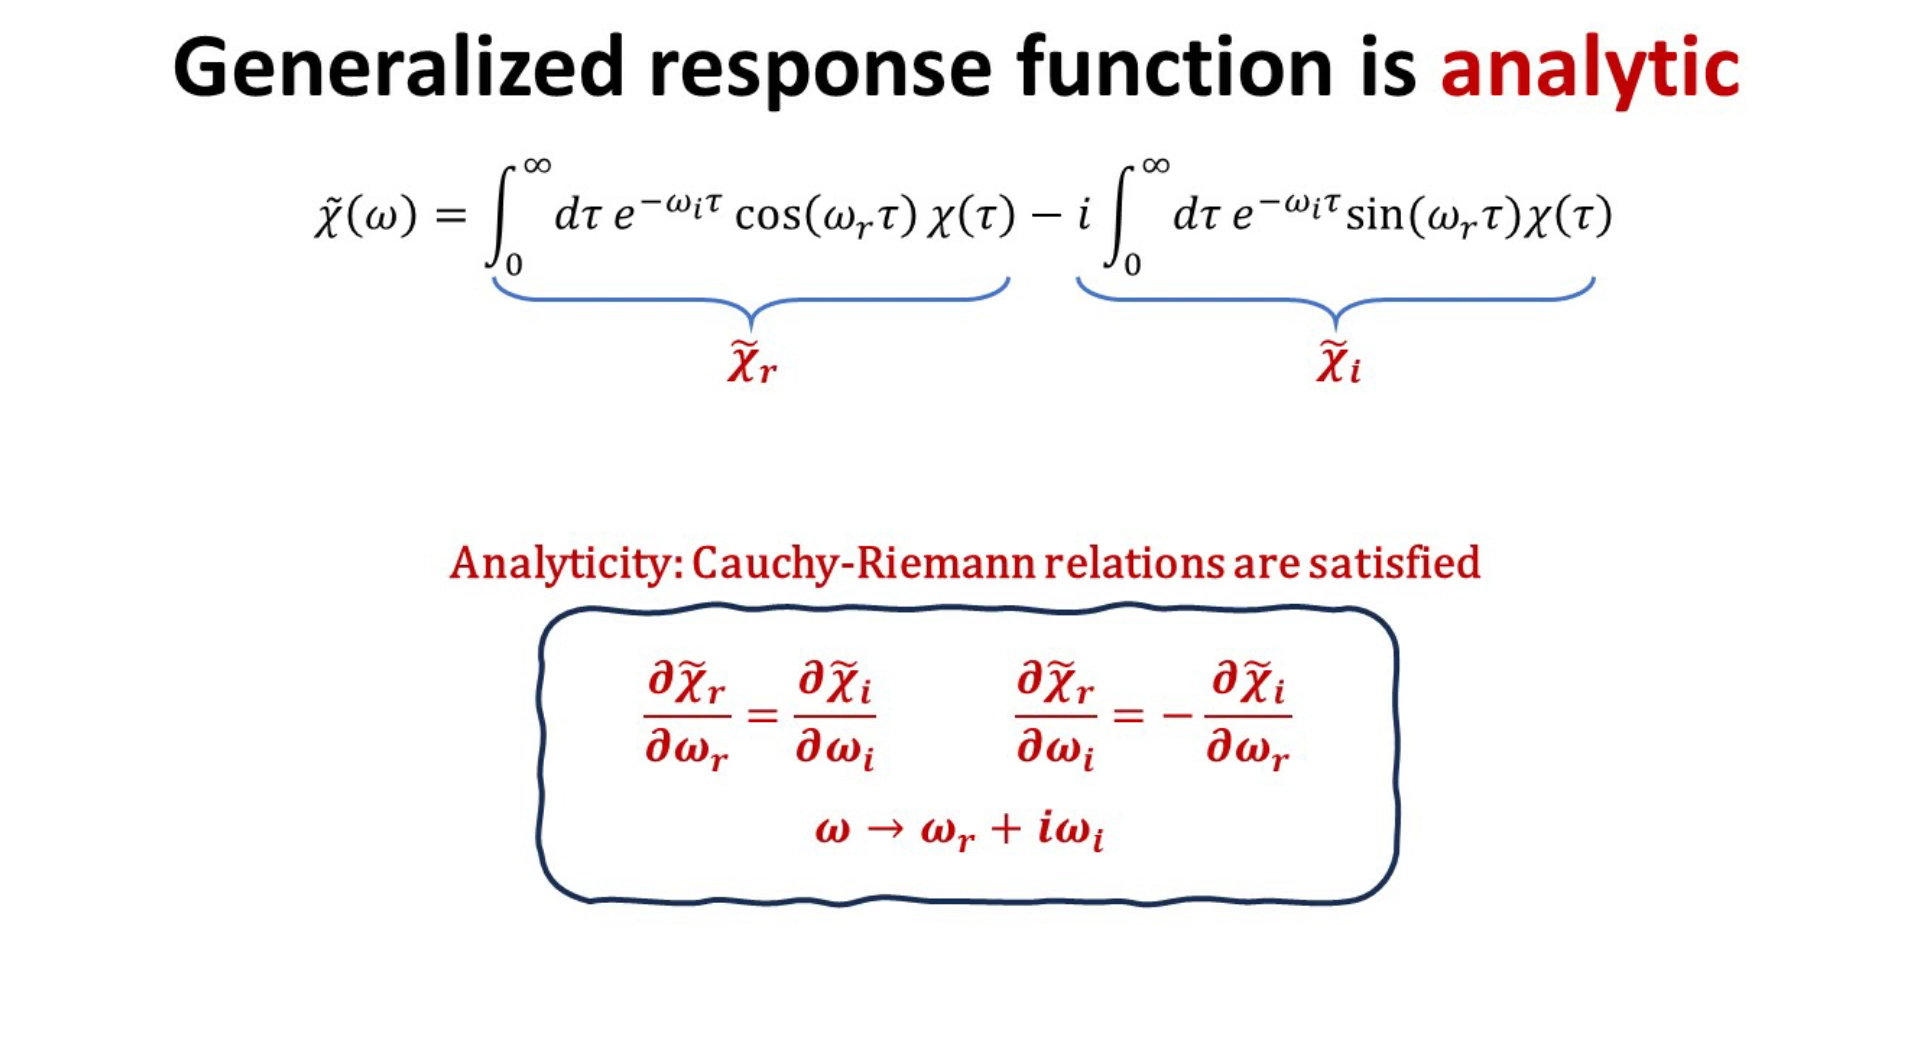 Generalized response function is analytic
χ̃(ω) = ∫₀^∞ dτ e^{−ω_i τ} cos(ω_r τ) χ(τ) − i ∫₀^∞ dτ e^{−ω_i τ} sin(ω_r τ)χ(τ)
χ̃_r χ̃_i
Analyticity: Cauchy-Riemann relations are satisfied
∂χ̃_r/∂ω_r = ∂χ̃_i/∂ω_i ∂χ̃_r/∂ω_i = − ∂χ̃_i/∂ω_r
ω → ω_r + iω_i